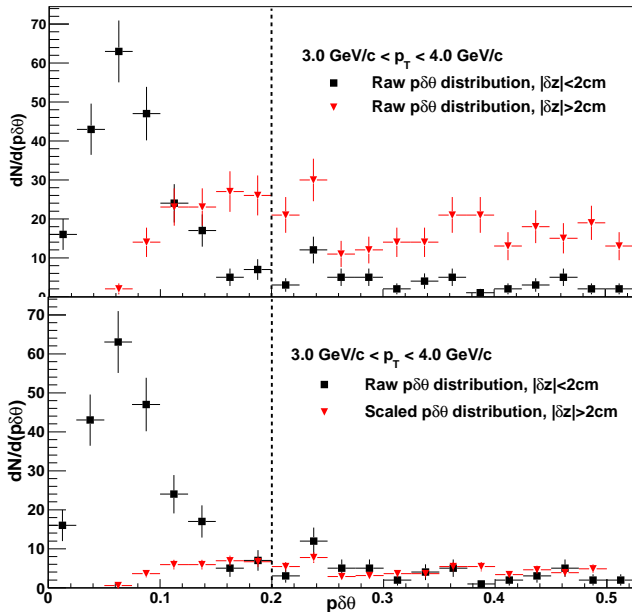 70
60
50
40
30
20
10
0
dN/d(pδθ)
3.0 GeV/c < p_T < 4.0 GeV/c
Raw pδθ distribution, |δz|<2cm
Raw pδθ distribution, |δz|>2cm
70
60
50
40
30
20
10
0
dN/d(pδθ)
3.0 GeV/c < p_T < 4.0 GeV/c
Raw pδθ distribution, |δz|<2cm
Scaled pδθ distribution, |δz|>2cm
0 0.1 0.2 0.3 0.4 0.5
pδθ